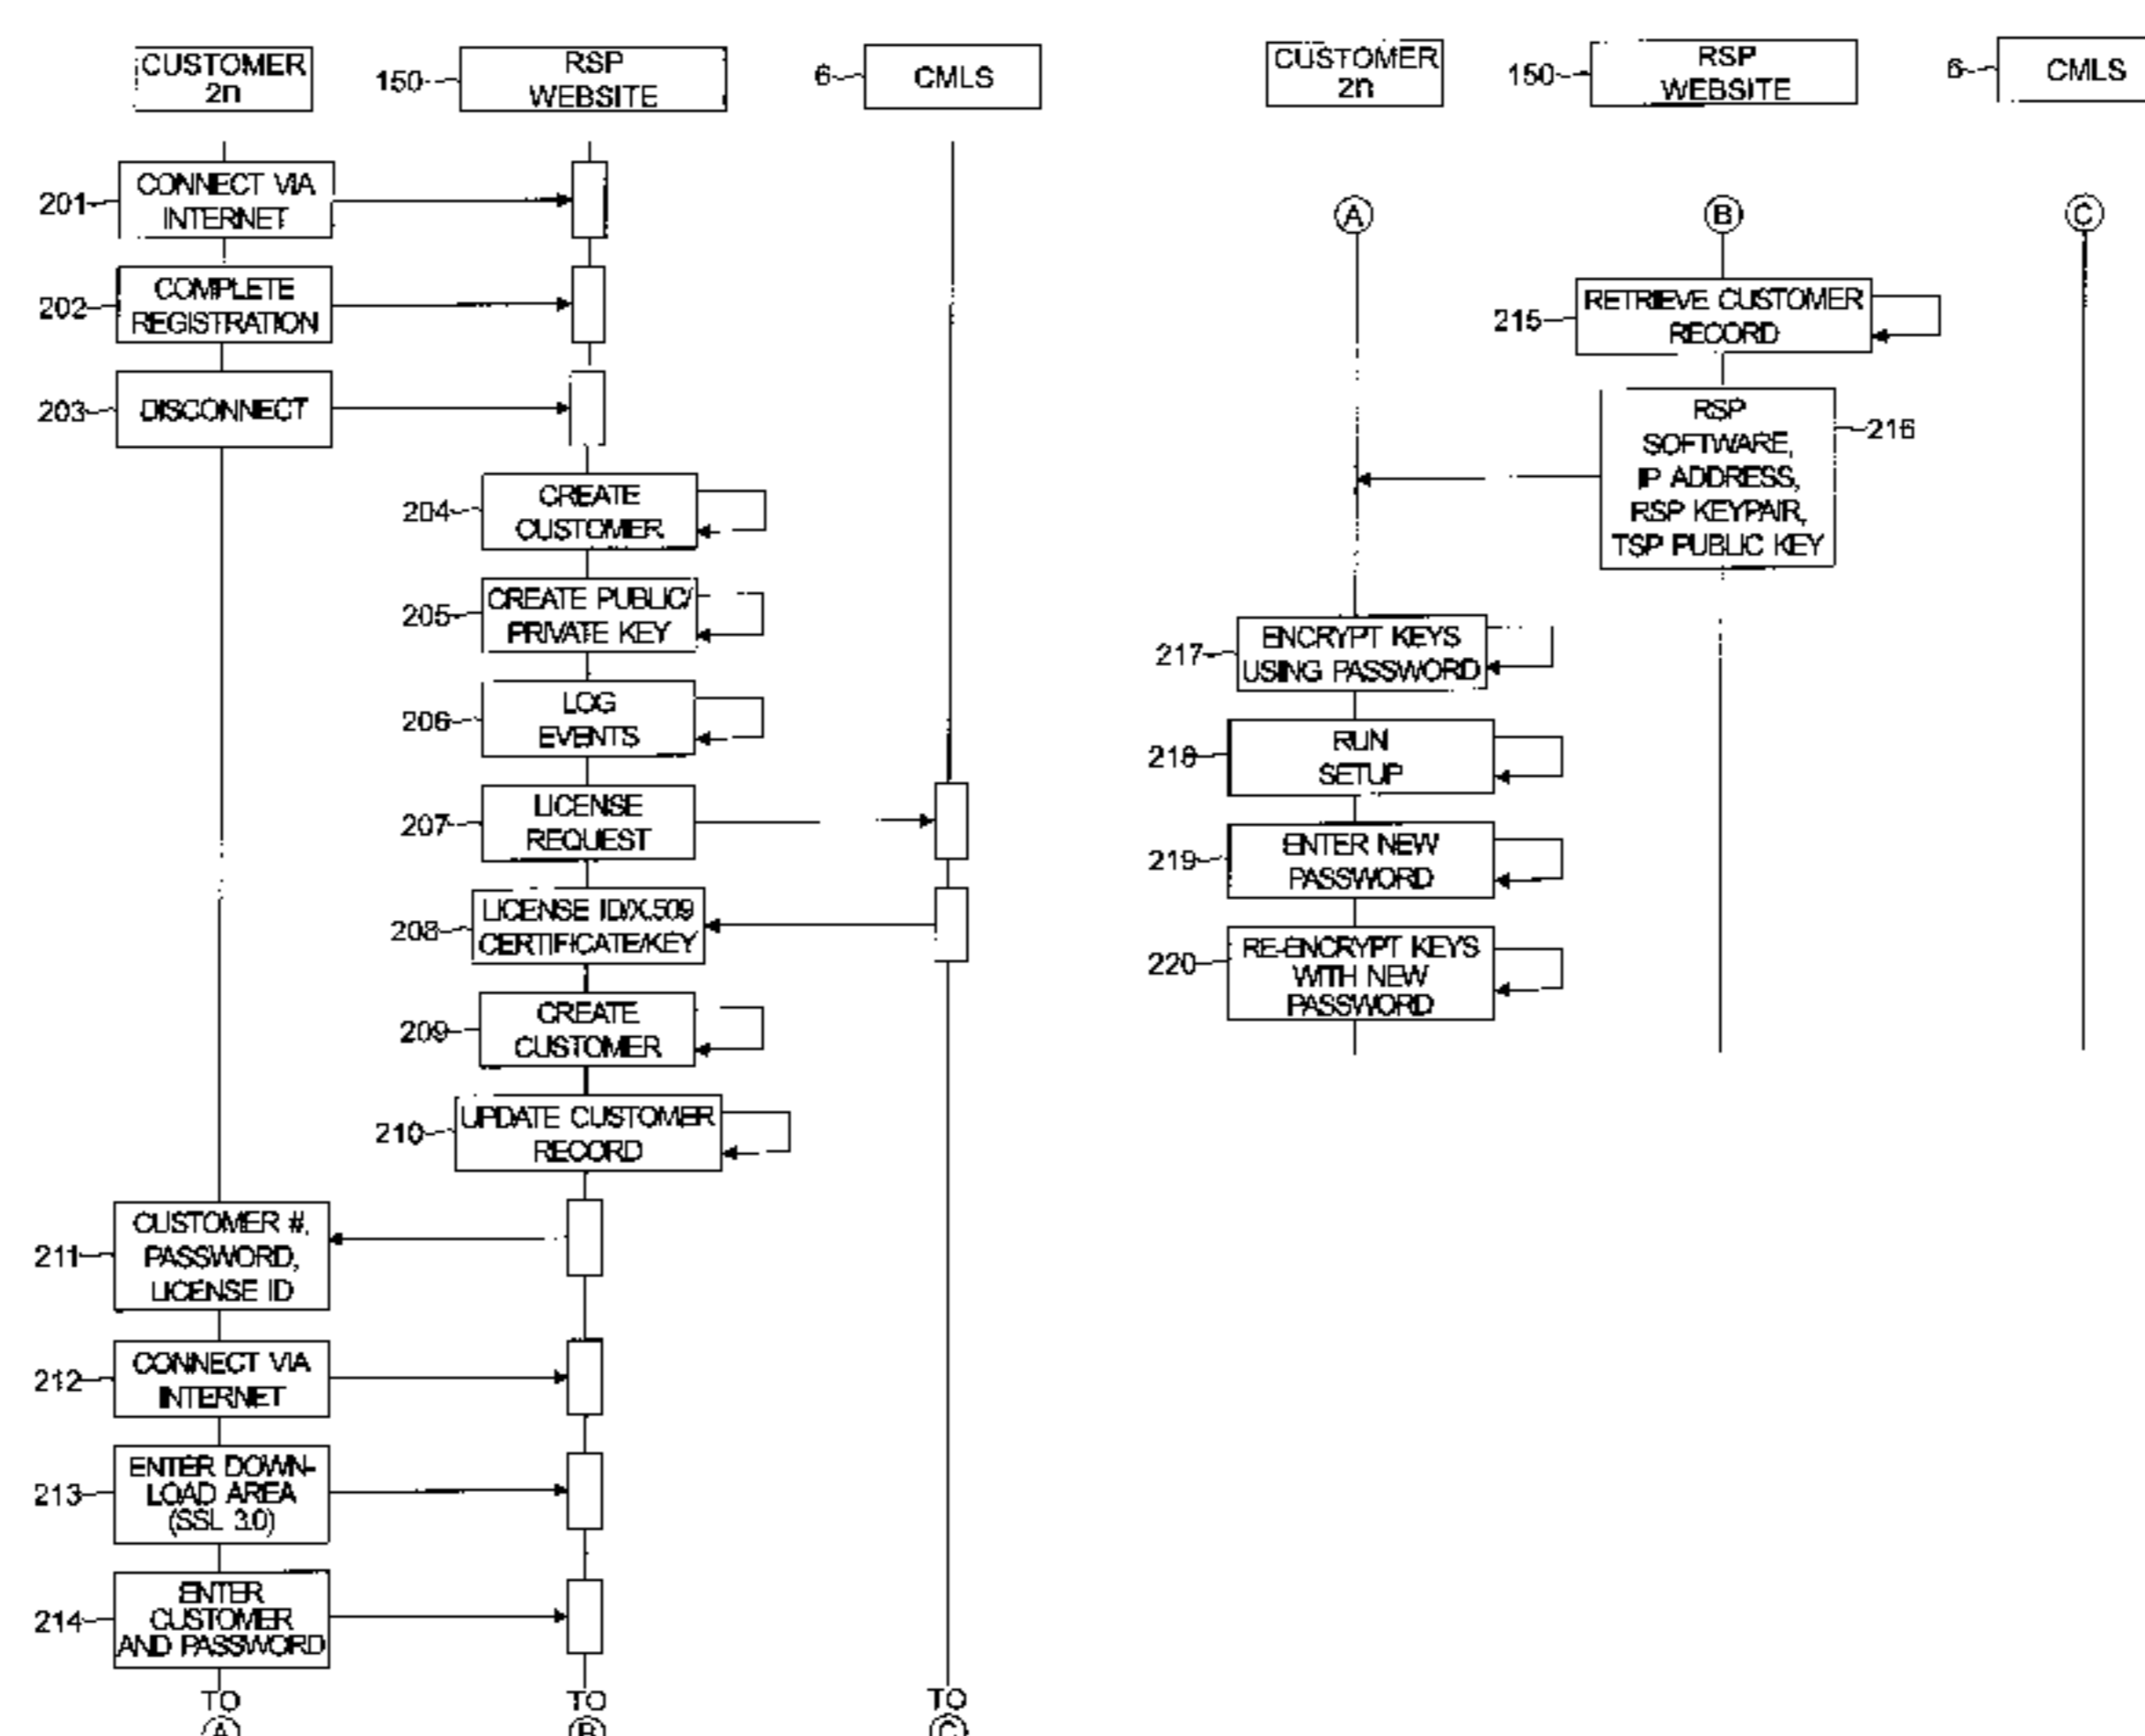 CUSTOMER
2n
150
RSP
WEBSITE
6
CMLS
201
CONNECT VIA
INTERNET
202
COMPLETE
REGISTRATION
203
DISCONNECT
204
CREATE
CUSTOMER
205
CREATE PUBLIC/
PRIVATE KEY
206
LOG
EVENTS
207
LICENSE
REQUEST
208
LICENSE ID/X.509
CERTIFICATE/KEY
209
CREATE
CUSTOMER
210
UPDATE CUSTOMER
RECORD
211
CUSTOMER #,
PASSWORD,
LICENSE ID
212
CONNECT VIA
INTERNET
213
ENTER DOWN-
LOAD AREA
(SSL 3.0)
214
ENTER
CUSTOMER
AND PASSWORD
TO
A
TO
B
TO
C
CUSTOMER
2n
150
RSP
WEBSITE
6
CMLS
A
B
C
215
RETRIEVE CUSTOMER
RECORD
RSP
SOFTWARE,
IP ADDRESS,
RSP KEYPAIR,
TSP PUBLIC KEY
216
217
ENCRYPT KEYS
USING PASSWORD
218
RUN
SETUP
219
ENTER NEW
PASSWORD
220
RE-ENCRYPT KEYS
WITH NEW
PASSWORD